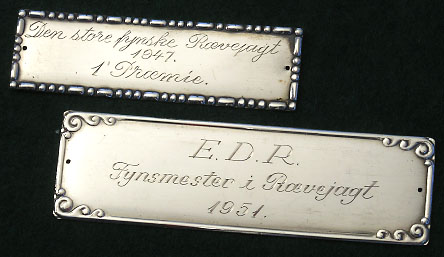 Den store fynske Rævejagt
1947.
1' Præmie.
E.D.R.
Fynsmester i Rævejagt
1951.